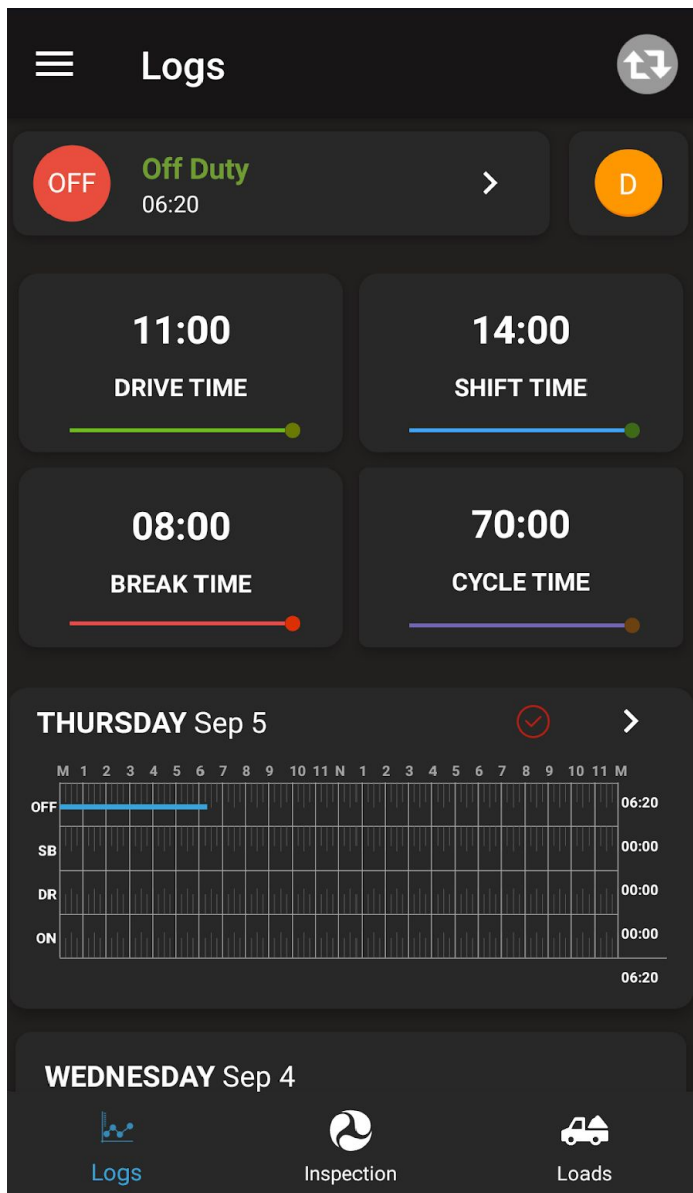 Logs
OFF
Off Duty
06:20
D
11:00
DRIVE TIME
14:00
SHIFT TIME
08:00
BREAK TIME
70:00
CYCLE TIME
THURSDAY Sep 5
M 1 2 3 4 5 6 7 8 9 10 11 N 1 2 3 4 5 6 7 8 9 10 11 M
OFF 06:20
SB 00:00
DR 00:00
ON 00:00
06:20
WEDNESDAY Sep 4
Logs Inspection Loads